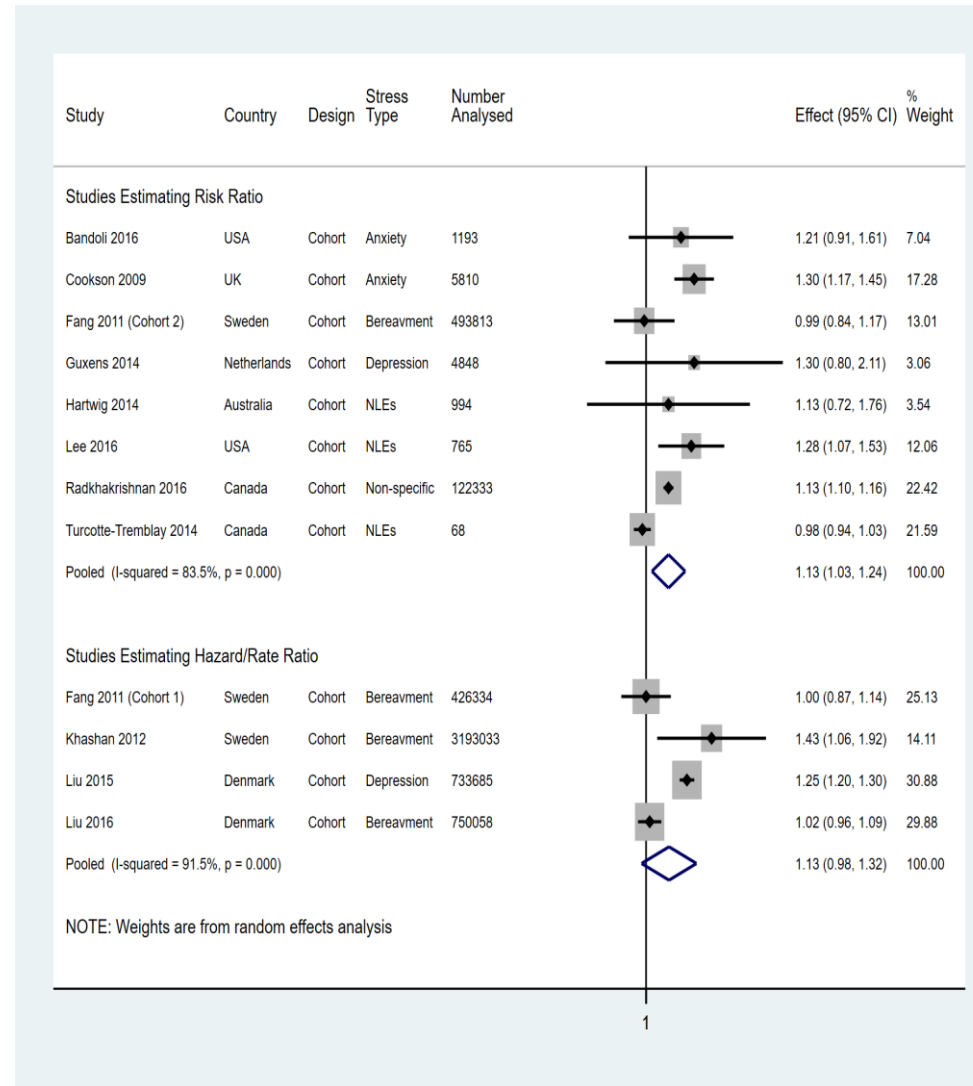 Study Country Design Stress Type Number Analysed Effect (95% CI) % Weight
Studies Estimating Risk Ratio
Bandoli 2016 USA Cohort Anxiety 1193 1.21 (0.91, 1.61) 7.04
Cookson 2009 UK Cohort Anxiety 5810 1.30 (1.17, 1.45) 17.28
Fang 2011 (Cohort 2) Sweden Cohort Bereavment 493813 0.99 (0.84, 1.17) 13.01
Guxens 2014 Netherlands Cohort Depression 4848 1.30 (0.80, 2.11) 3.06
Hartwig 2014 Australia Cohort NLEs 994 1.13 (0.72, 1.76) 3.54
Lee 2016 USA Cohort NLEs 765 1.28 (1.07, 1.53) 12.06
Radkhakrishnan 2016 Canada Cohort Non-specific 122333 1.13 (1.10, 1.16) 22.42
Turcotte-Tremblay 2014 Canada Cohort NLEs 68 0.98 (0.94, 1.03) 21.59
Pooled (I-squared = 83.5%, p = 0.000) 1.13 (1.03, 1.24) 100.00
Studies Estimating Hazard/Rate Ratio
Fang 2011 (Cohort 1) Sweden Cohort Bereavment 426334 1.00 (0.87, 1.14) 25.13
Khashan 2012 Sweden Cohort Bereavment 3193033 1.43 (1.06, 1.92) 14.11
Liu 2015 Denmark Cohort Depression 733685 1.25 (1.20, 1.30) 30.88
Liu 2016 Denmark Cohort Bereavment 750058 1.02 (0.96, 1.09) 29.88
Pooled (I-squared = 91.5%, p = 0.000) 1.13 (0.98, 1.32) 100.00
NOTE: Weights are from random effects analysis
1